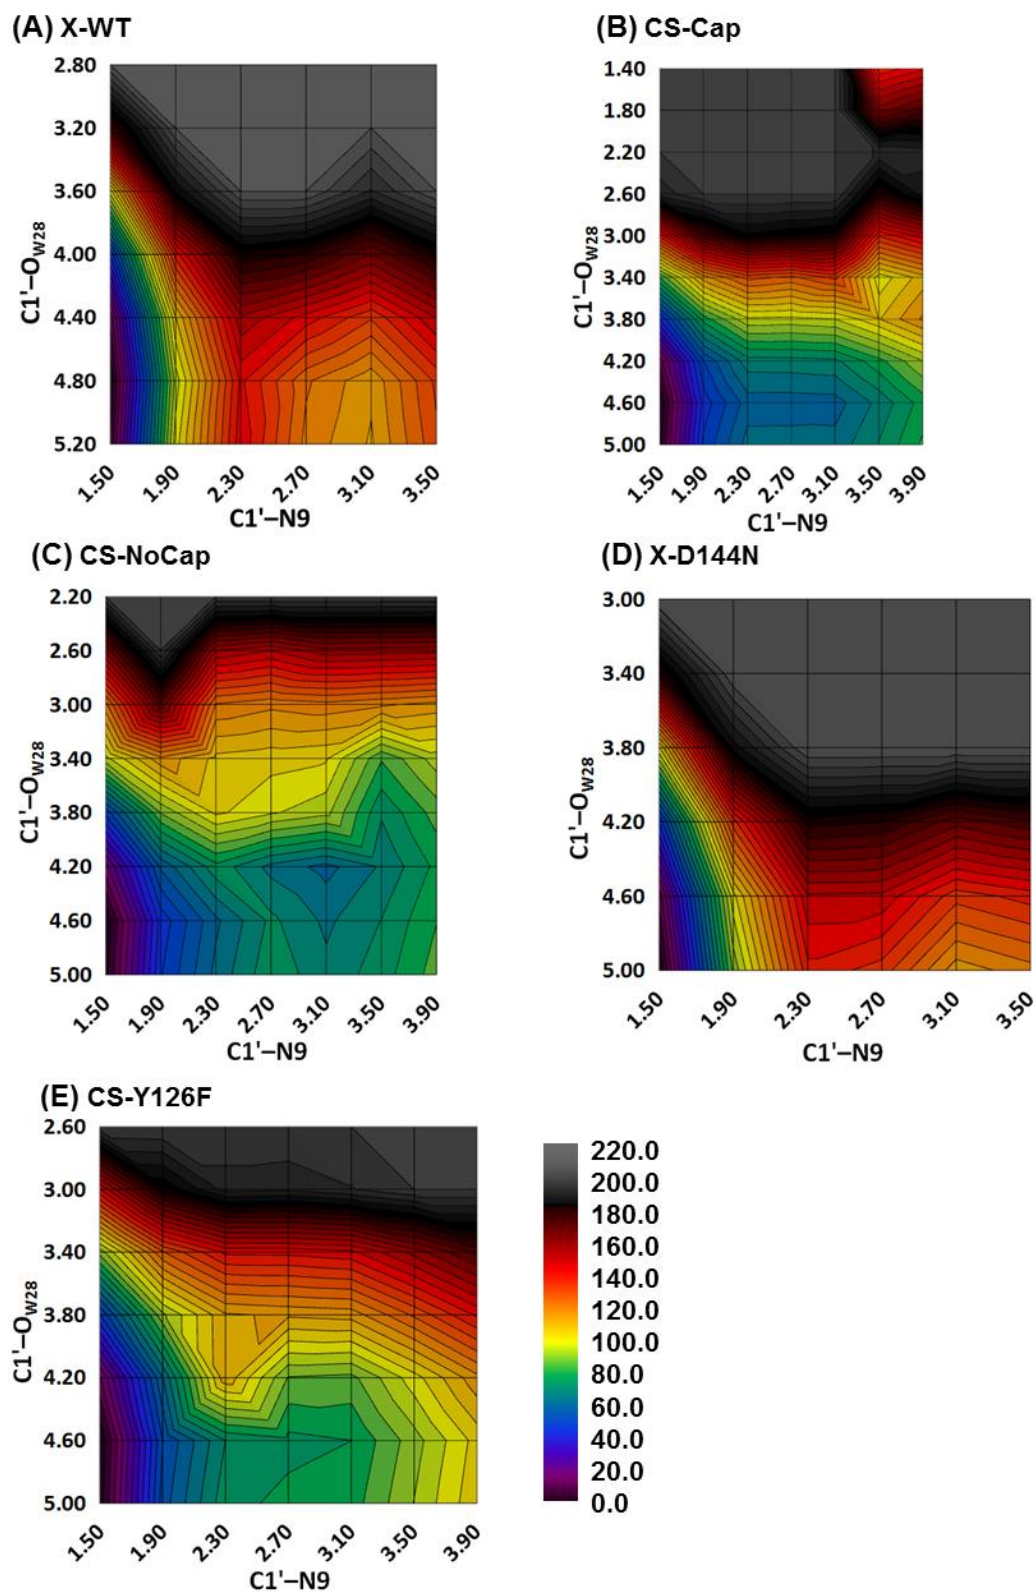 (A) X-WT
2.80
3.20
3.60
4.00
4.40
4.80
5.20
C1'–OW28
1.50 1.90 2.30 2.70 3.10 3.50
C1'–N9
(B) CS-Cap
1.40
1.80
2.20
2.60
3.00
3.40
3.80
4.20
4.60
5.00
C1'–OW28
1.50 1.90 2.30 2.70 3.10 3.50 3.90
C1'–N9
(C) CS-NoCap
2.20
2.60
3.00
3.40
3.80
4.20
4.60
5.00
C1'–OW28
1.50 1.90 2.30 2.70 3.10 3.50 3.90
C1'–N9
(D) X-D144N
3.00
3.40
3.80
4.20
4.60
5.00
C1'–OW28
1.50 1.90 2.30 2.70 3.10 3.50
C1'–N9
(E) CS-Y126F
2.60
3.00
3.40
3.80
4.20
4.60
5.00
C1'–OW28
1.50 1.90 2.30 2.70 3.10 3.50 3.90
C1'–N9
220.0
200.0
180.0
160.0
140.0
120.0
100.0
80.0
60.0
40.0
20.0
0.0